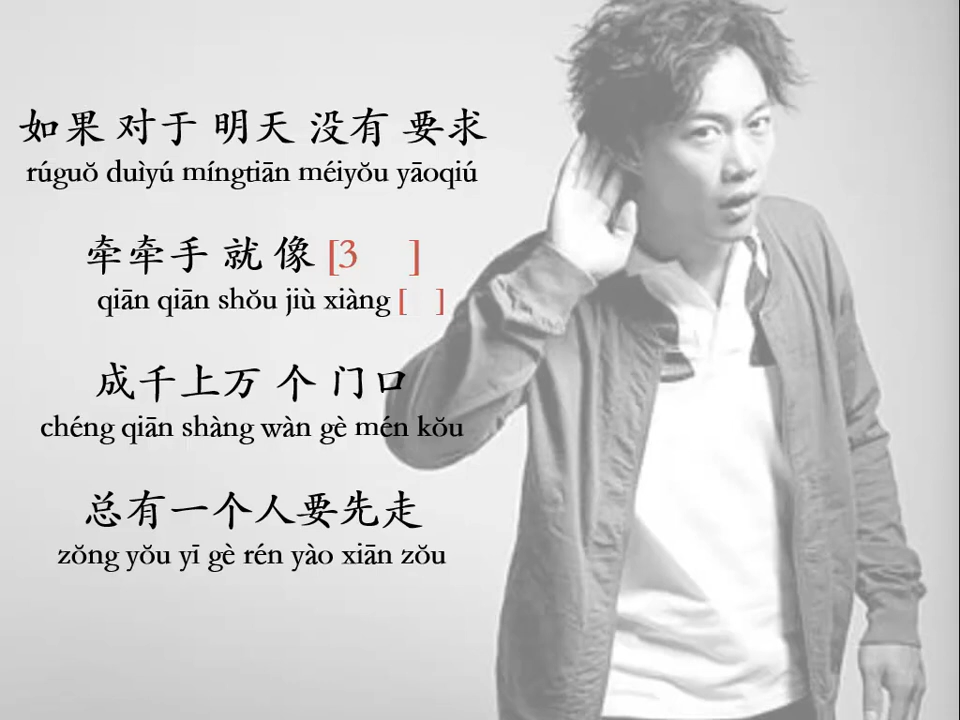 如果 对于 明天 没有 要求
rúguǒ duìyú míngtiān méiyǒu yāoqiú
牵牵手 就 像 [3 ]
qiān qiān shǒu jiù xiàng [ ]
成千上万 个 门口
chéng qiān shàng wàn gè mén kǒu
总有一个人要先走
zǒng yǒu yī gè rén yào xiān zǒu